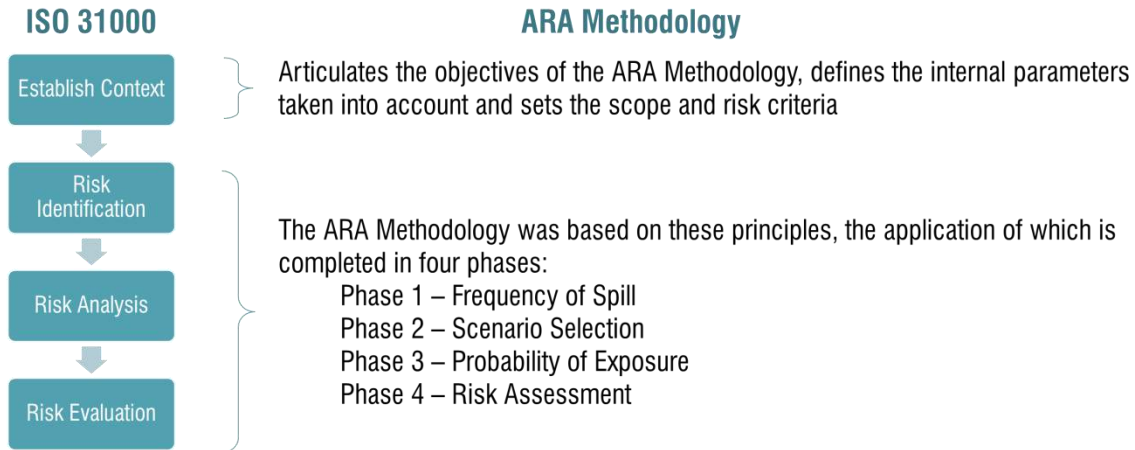 ISO 31000
ARA Methodology
Establish Context
Articulates the objectives of the ARA Methodology, defines the internal parameters
taken into account and sets the scope and risk criteria
Risk
Identification
Risk Analysis
Risk Evaluation
The ARA Methodology was based on these principles, the application of which is
completed in four phases:
Phase 1 – Frequency of Spill
Phase 2 – Scenario Selection
Phase 3 – Probability of Exposure
Phase 4 – Risk Assessment